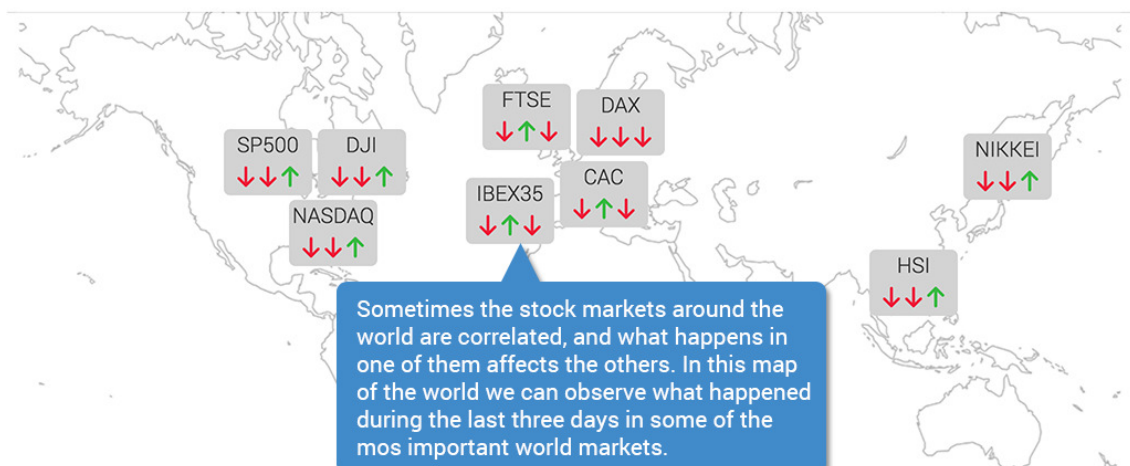 FTSE
DAX
SP500
DJI
NIKKEI
CAC
IBEX35
NASDAQ
HSI
Sometimes the stock markets around the
world are correlated, and what happens in
one of them affects the others. In this map
of the world we can observe what happened
during the last three days in some of the
mos important world markets.